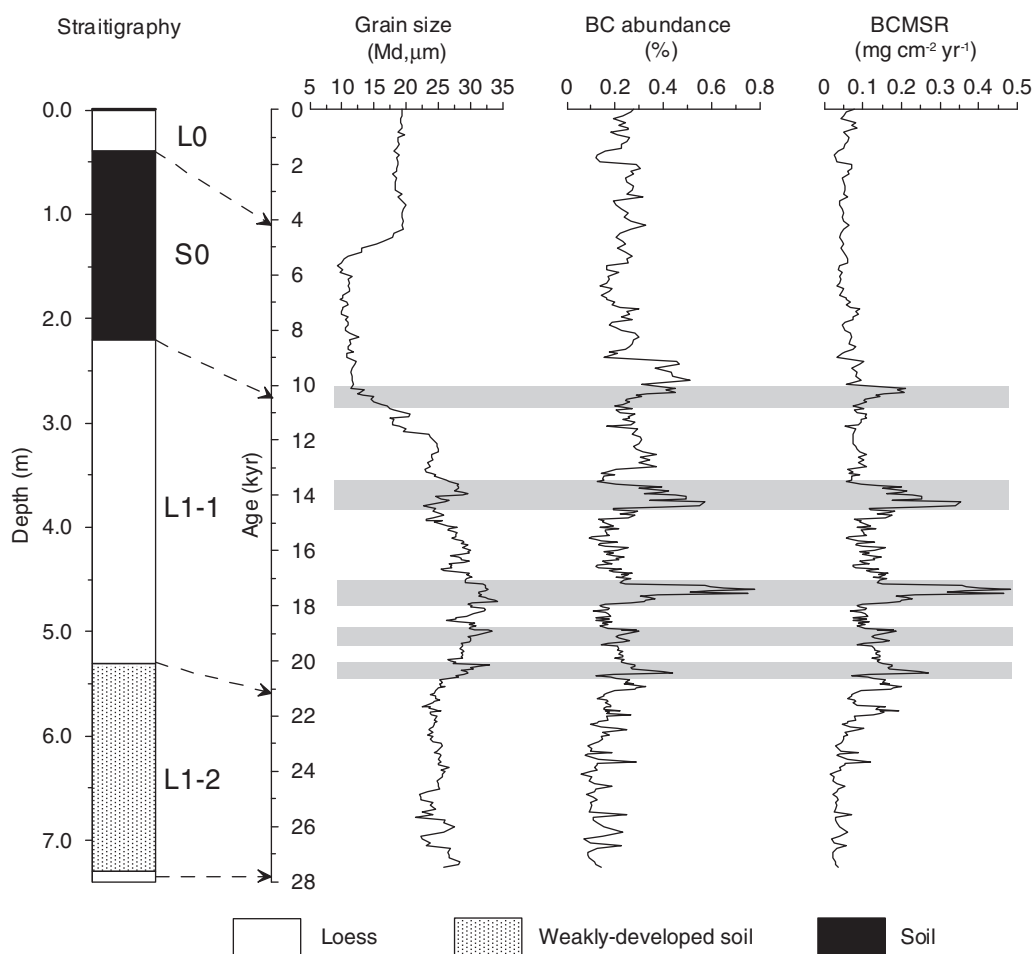 Straitigraphy
Grain size
(Md,μm)
BC abundance
(%)
BCMSR
(mg cm-2 yr-1)
5 10 15 20 25 30 35
0 0.2 0.4 0.6 0.8
0 0.1 0.2 0.3 0.4 0.5
Depth (m)
0.0
1.0
2.0
3.0
4.0
5.0
6.0
7.0
L0
S0
L1-1
L1-2
Age (kyr)
0
2
4
6
8
10
12
14
16
18
20
22
24
26
28
Loess
Weakly-developed soil
Soil